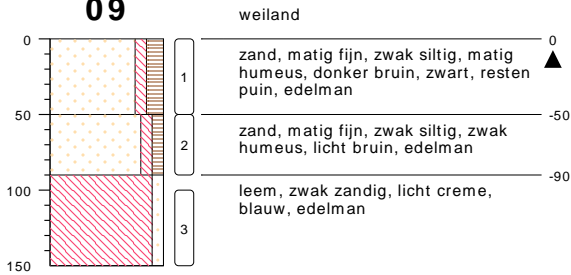 09
weiland
0
0
zand, matig fijn, zwak siltig, matig
humeus, donker bruin, zwart, resten
puin, edelman
1
50
-50
zand, matig fijn, zwak siltig, zwak
humeus, licht bruin, edelman
2
-90
100
leem, zwak zandig, licht creme,
blauw, edelman
3
150